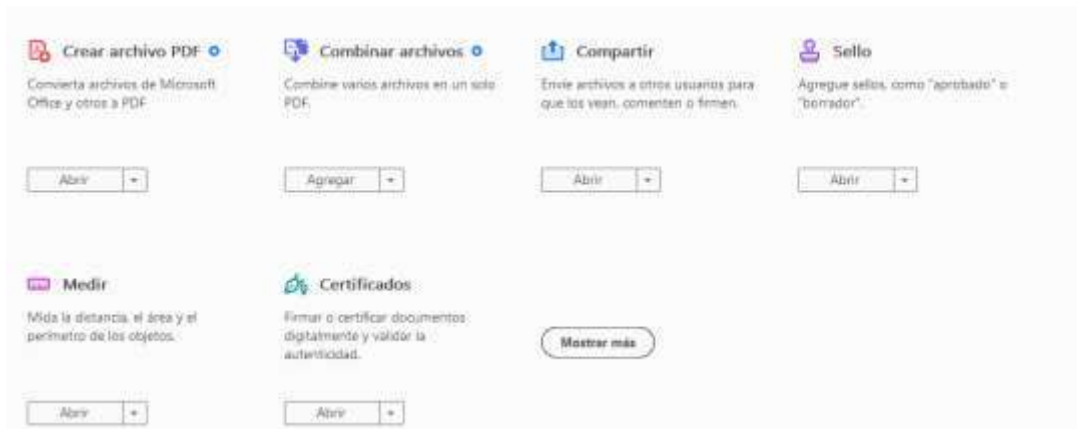 Crear archivo PDF
Convierta archivos de Microsoft
Office y otros a PDF
Abrir
Combinar archivos
Combine varios archivos en un solo
PDF.
Agregar
Compartir
Envíe archivos a otros usuarios para
que los vean, comenten o firmen.
Abrir
Sello
Agregue sellos, como "aprobado" o
"borrador".
Abrir
Medir
Mida la distancia, el área y el
perímetro de los objetos.
Abrir
Certificados
Firmar o certificar documentos
digitalmente y validar la
autenticidad.
Abrir
Mostrar más